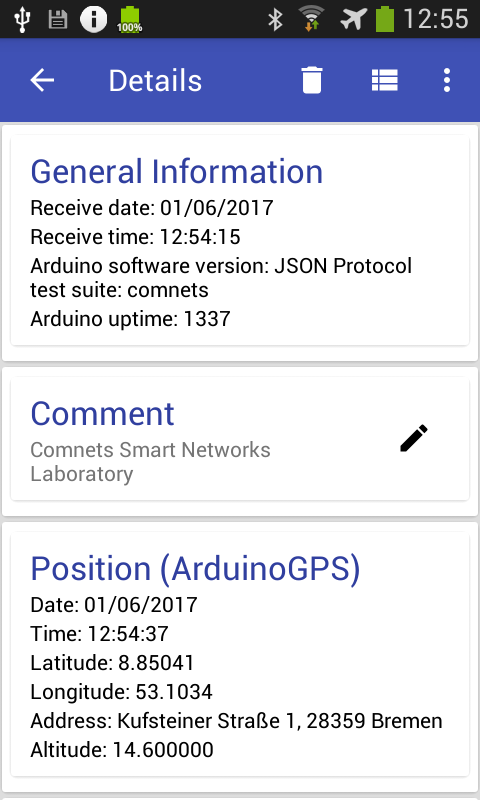 100%
12:55
Details
General Information
Receive date: 01/06/2017
Receive time: 12:54:15
Arduino software version: JSON Protocol
test suite: comnets
Arduino uptime: 1337
Comment
Comnets Smart Networks
Laboratory
Position (ArduinoGPS)
Date: 01/06/2017
Time: 12:54:37
Latitude: 8.85041
Longitude: 53.1034
Address: Kufsteiner Straße 1, 28359 Bremen
Altitude: 14.600000